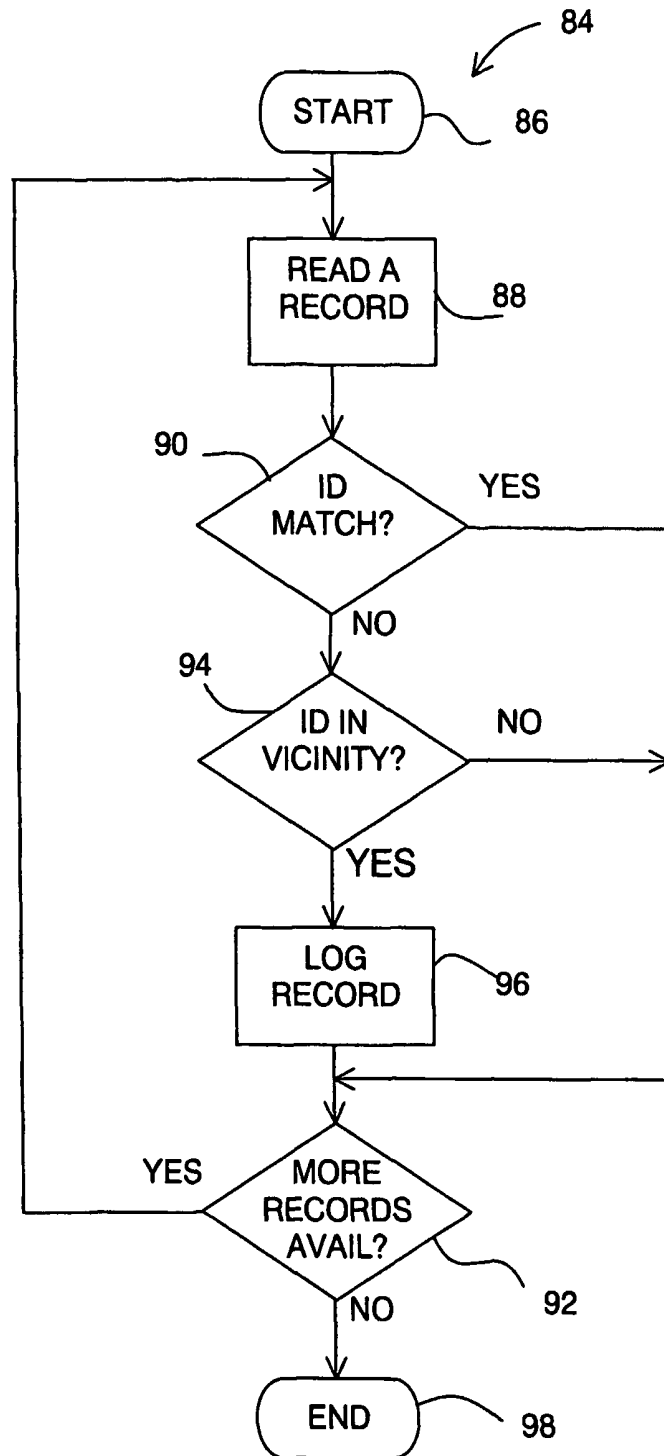 84
START
86
READ A
RECORD
88
90
ID
MATCH?
YES
NO
94
ID IN
VICINITY?
NO
YES
LOG
RECORD
96
YES
MORE
RECORDS
AVAIL?
92
NO
END
98